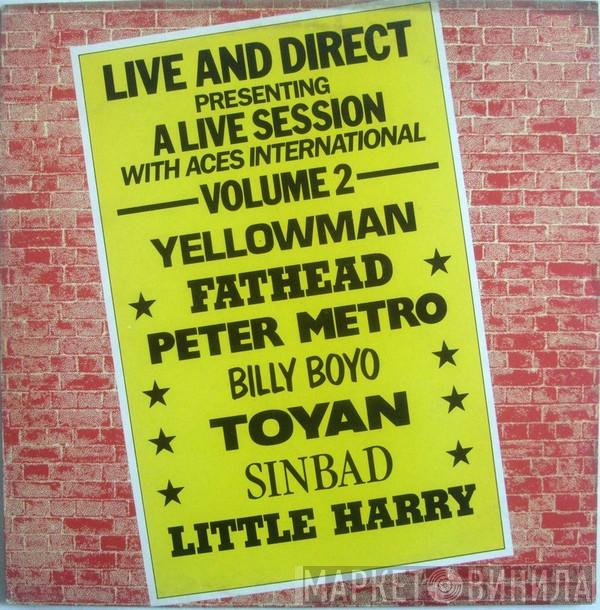 LIVE AND DIRECT
PRESENTING
A LIVE SESSION
WITH ACES INTERNATIONAL
VOLUME 2
YELLOWMAN
FATHEAD
PETER METRO
BILLY BOYO
TOYAN
SINBAD
LITTLE HARRY
МАРКЕТ ВИНИЛА